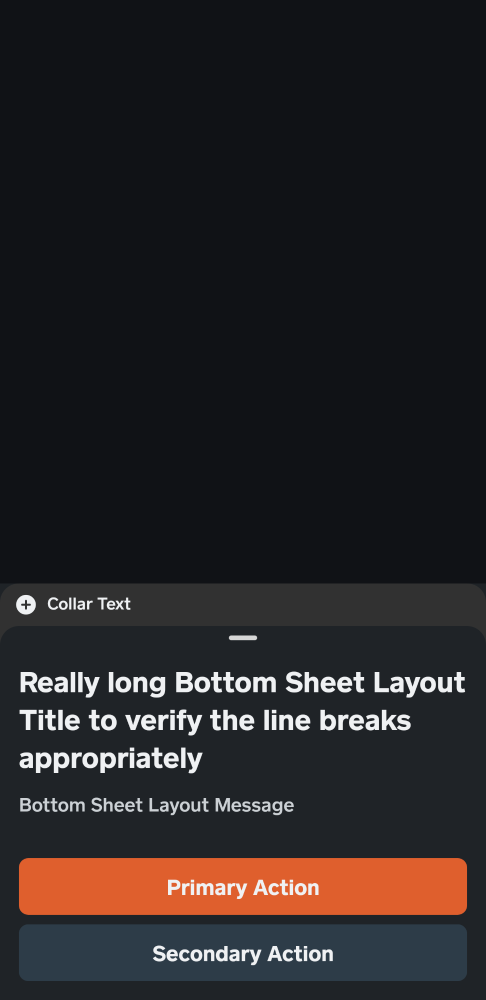 Collar Text
Really long Bottom Sheet Layout
Title to verify the line breaks
appropriately
Bottom Sheet Layout Message
Primary Action
Secondary Action